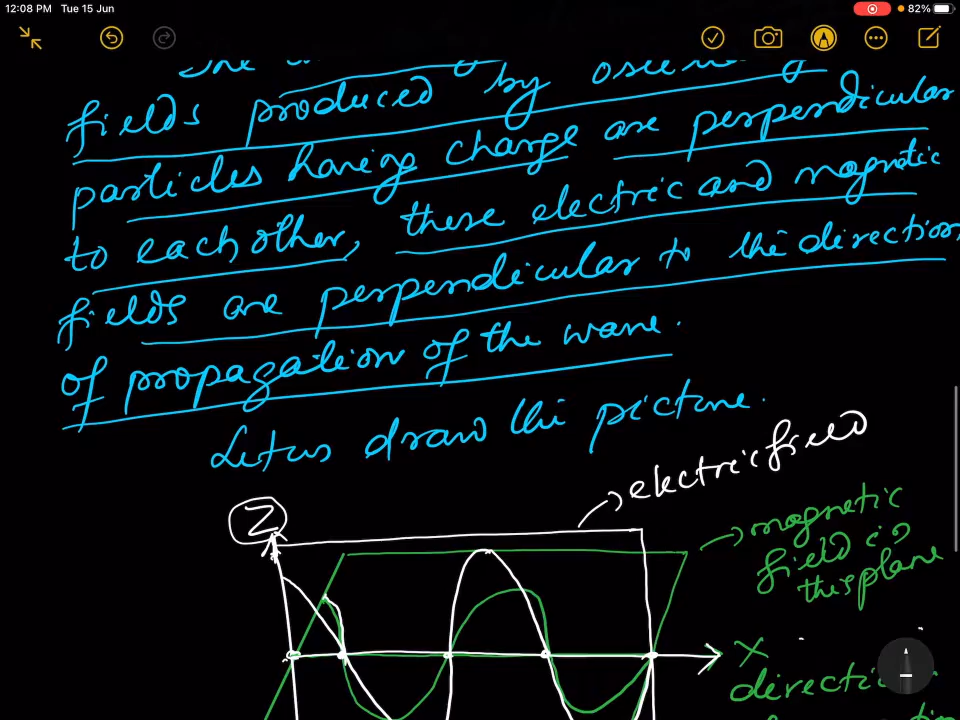 12:08 PM Tue 15 Jun
82%
The
fields produced by
particles having charge are perpendicular
to each other, these electric and magnetic
fields are perpendicular to the direction
of propagation of the wave.
Let us draw the picture.
electric field
Z
magnetic
field is
this plane
X